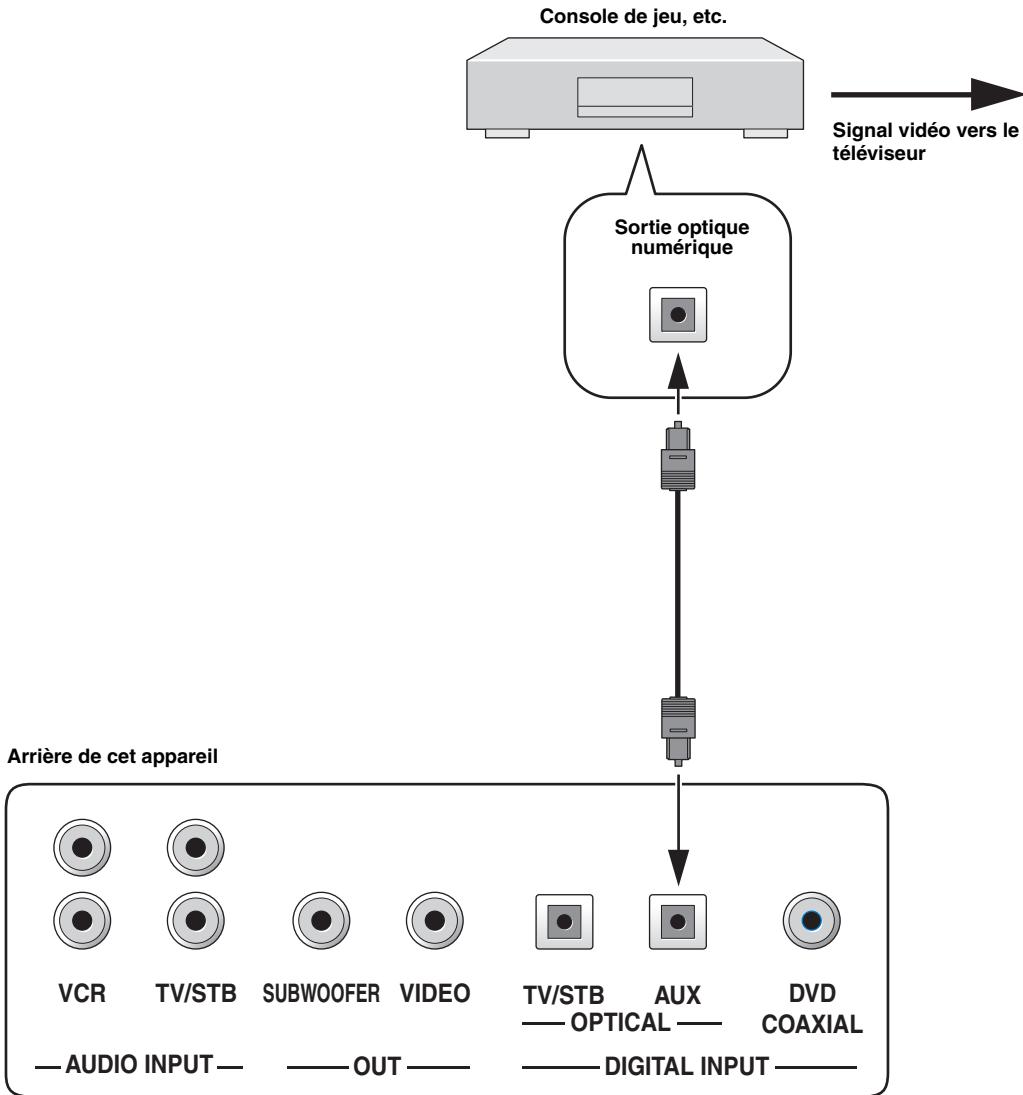 Console de jeu, etc.
Signal vidéo vers le
téléviseur
Sortie optique
numérique
Arrière de cet appareil
VCR TV/STB SUBWOOFER VIDEO TV/STB AUX DVD
OPTICAL COAXIAL
AUDIO INPUT OUT DIGITAL INPUT